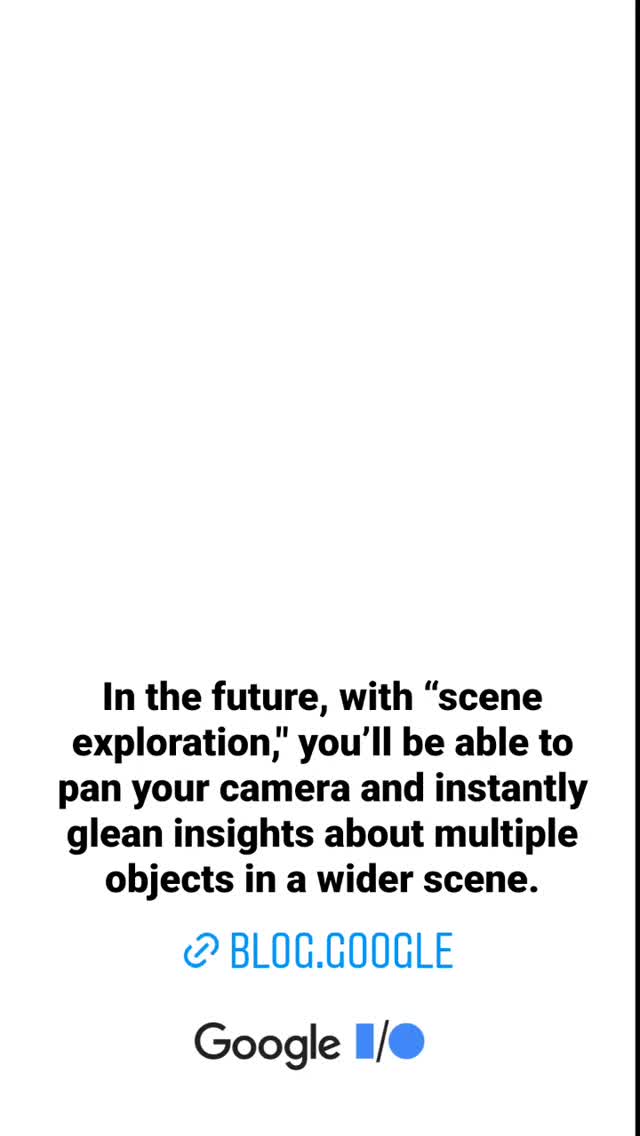 In the future, with “scene
exploration," you’ll be able to
pan your camera and instantly
glean insights about multiple
objects in a wider scene.
BLOG.GOOGLE
Google I/O